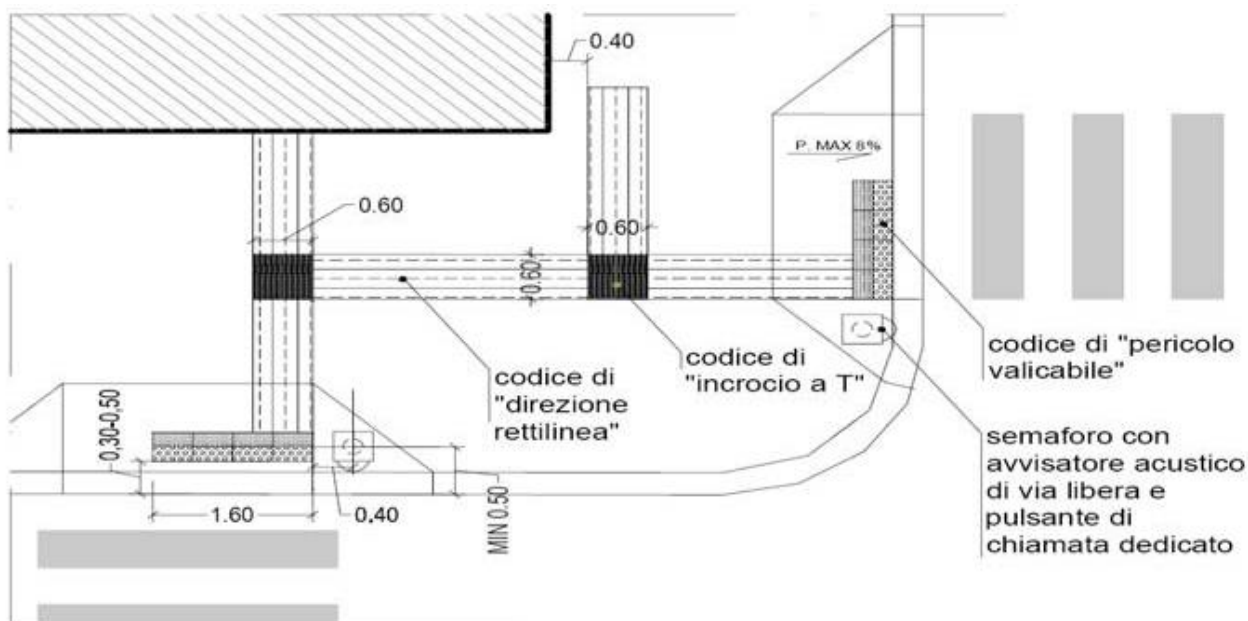 0.40
P. MAX 8%
0.60
0.60
0.60
codice di
"direzione
rettilinea"
codice di
"incrocio a T"
codice di "pericolo
valicabile"
semaforo con
avvisatore acustico
di via libera e
pulsante di
chiamata dedicato
0,30-0,50
1.60
0.40
MIN 0.50